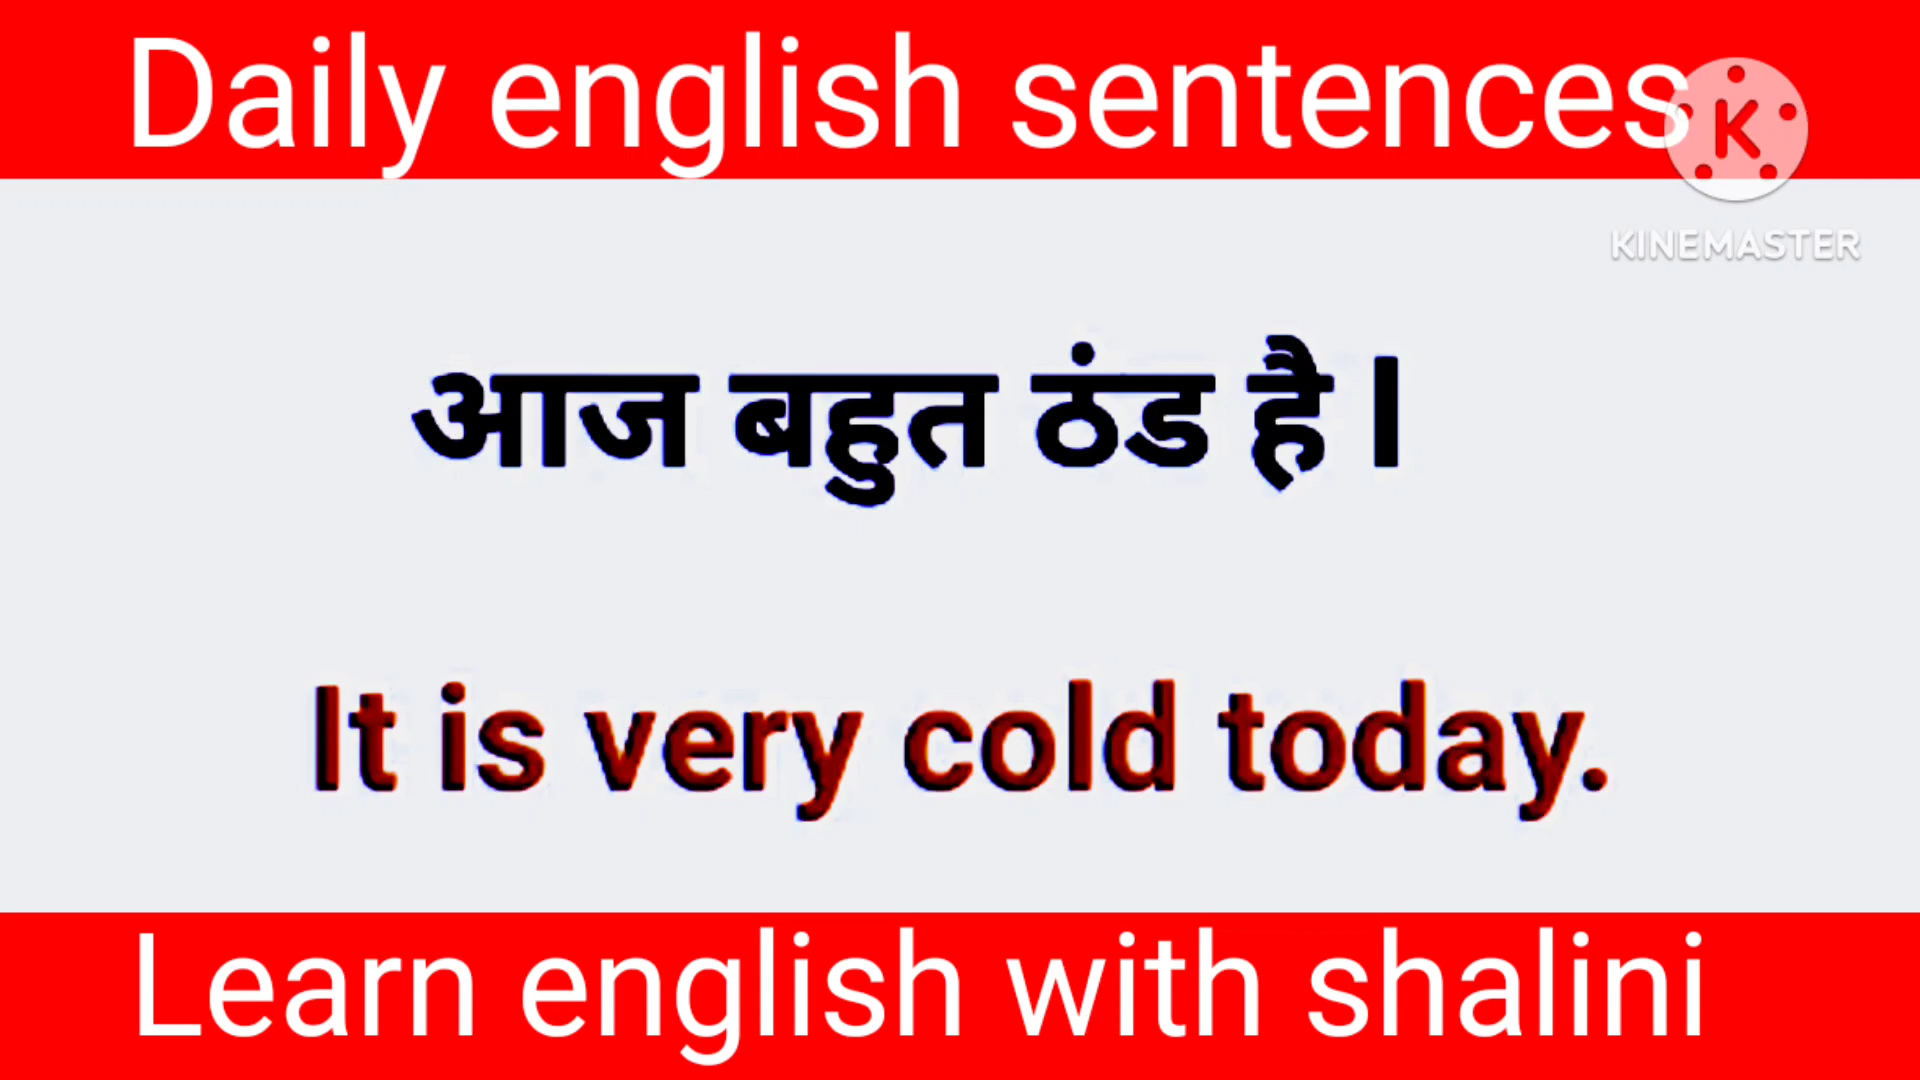 Daily english sentences
K
KINEMASTER
आज बहुत ठंड है।
It is very cold today.
Learn english with shalini